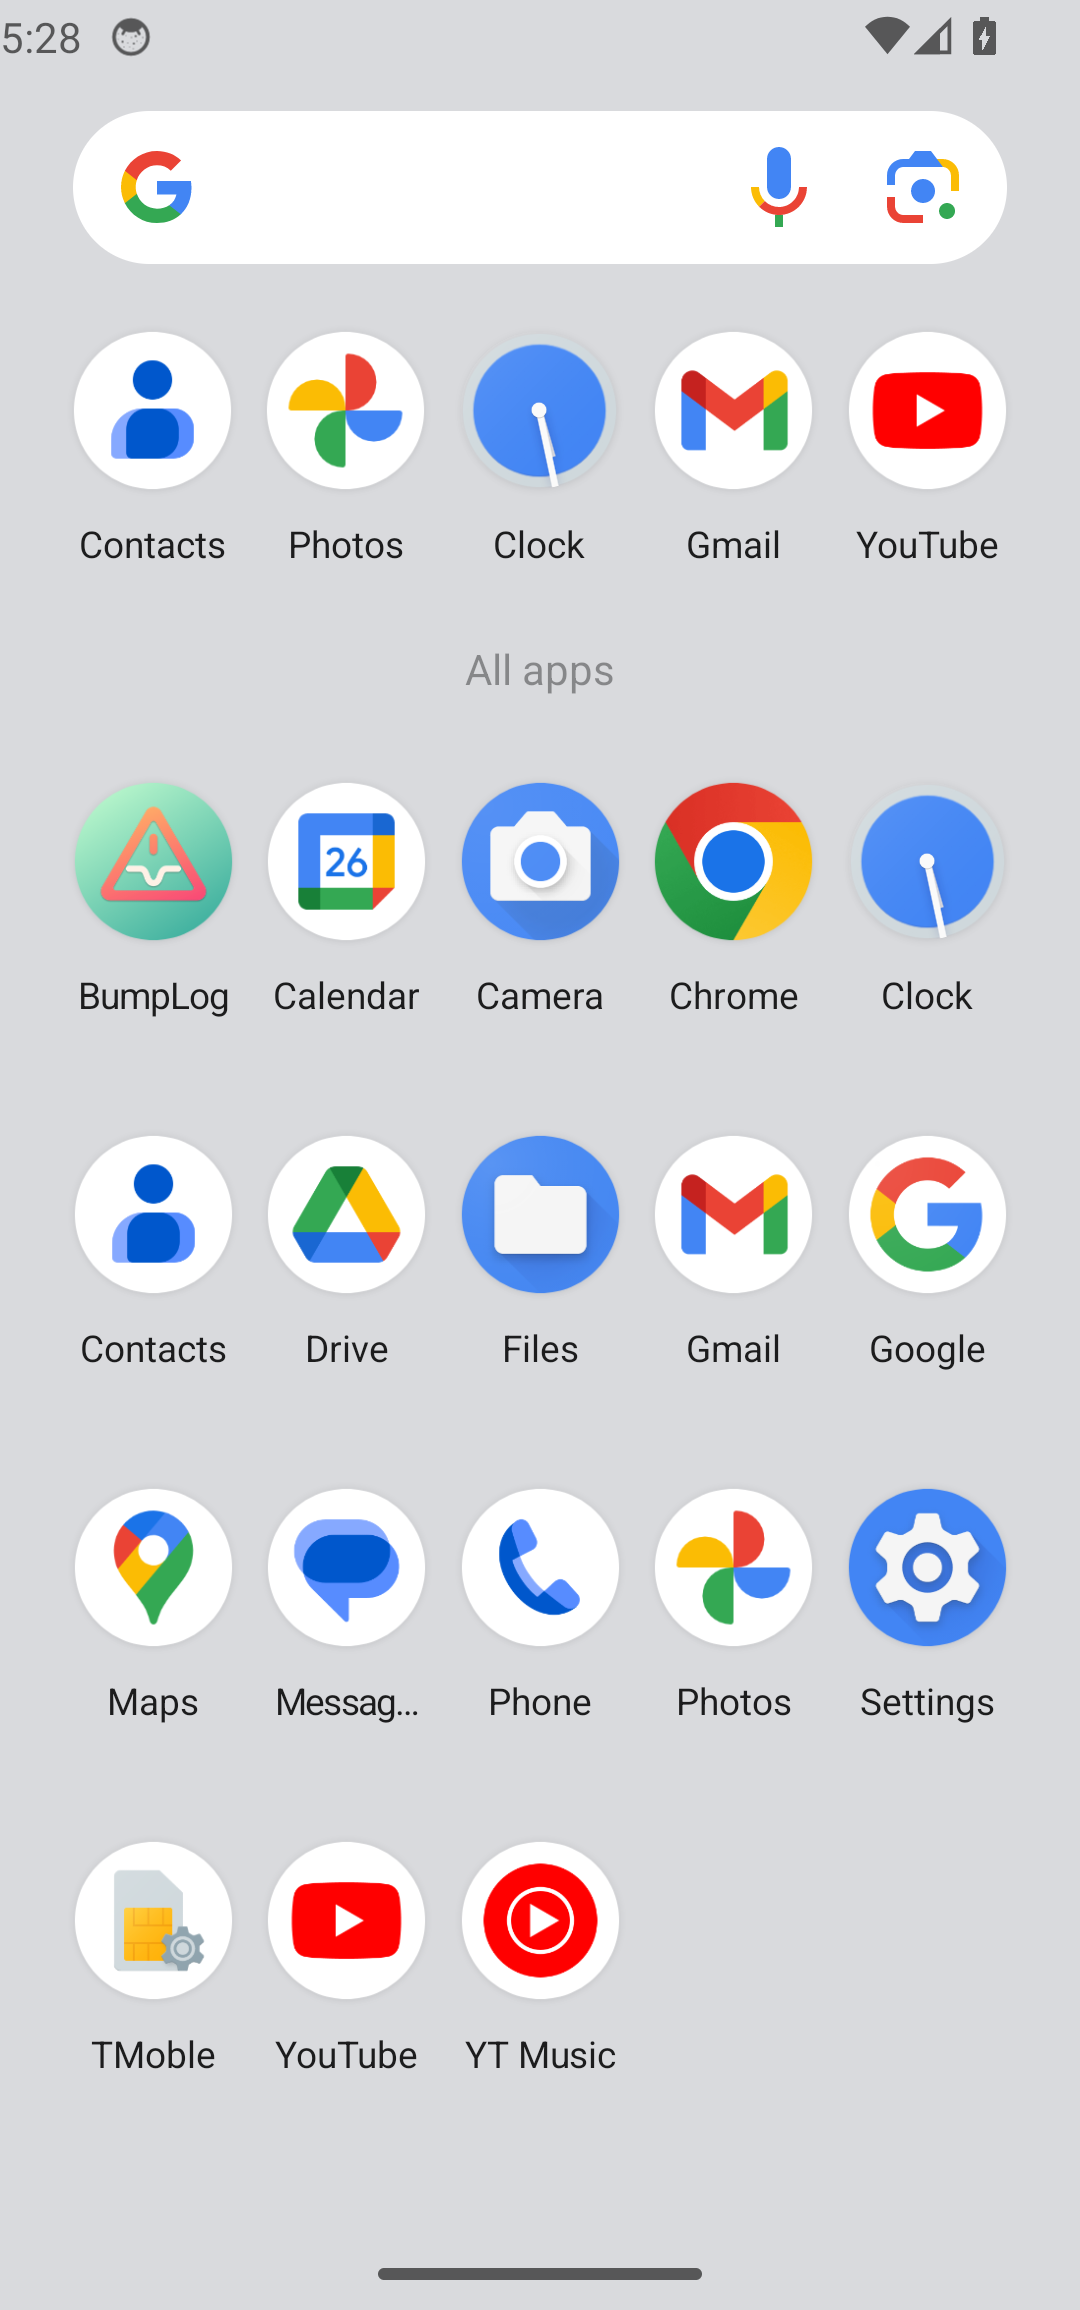 5:28
Contacts Photos Clock Gmail YouTube
All apps
26
BumpLog Calendar Camera Chrome Clock
Contacts Drive Files Gmail Google
Maps Messag... Phone Photos Settings
TMoble YouTube YT Music